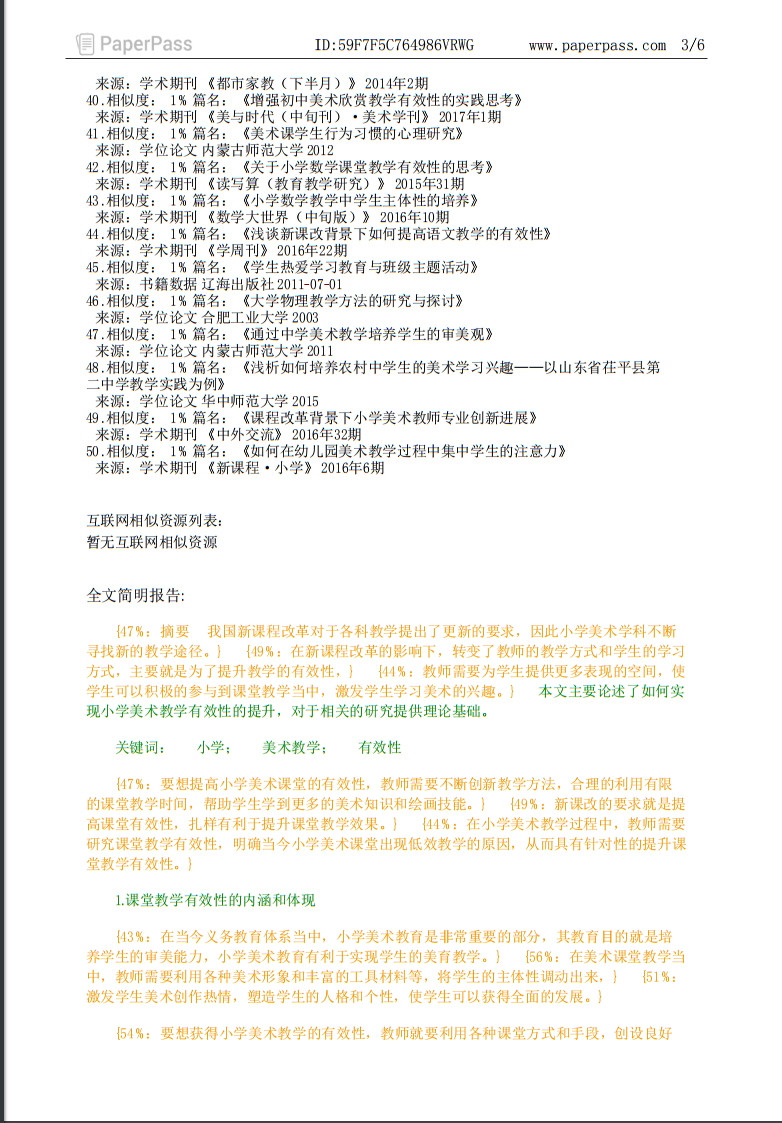 PaperPass ID:59F7F5C764986VRWG www.paperpass.com 3/6
来源：学术期刊 《都市家教（下半月）》 2014年2期
40.相似度： 1% 篇名：《增强初中美术欣赏教学有效性的实践思考》
来源：学术期刊 《美与时代（中旬刊）·美术学刊》 2017年1期
41.相似度： 1% 篇名：《美术课学生行为习惯的心理研究》
来源：学位论文 内蒙古师范大学 2012
42.相似度： 1% 篇名：《关于小学数学课堂教学有效性的思考》
来源：学术期刊 《读写算（教育教学研究）》 2015年31期
43.相似度： 1% 篇名：《小学数学教学中学生主体性的培养》
来源：学术期刊 《数学大世界（中旬版）》 2016年10期
44.相似度： 1% 篇名：《浅谈新课改背景下如何提高语文教学的有效性》
来源：学术期刊 《学周刊》 2016年22期
45.相似度： 1% 篇名：《学生热爱学习教育与班级主题活动》
来源：书籍数据 辽海出版社 2011-07-01
46.相似度： 1% 篇名：《大学物理教学方法的研究与探讨》
来源：学位论文 合肥工业大学 2003
47.相似度： 1% 篇名：《通过中学美术教学培养学生的审美观》
来源：学位论文 内蒙古师范大学 2011
48.相似度： 1% 篇名：《浅析如何培养农村中学生的美术学习兴趣——以山东省茌平县第
二中学教学实践为例》
来源：学位论文 华中师范大学 2015
49.相似度： 1% 篇名：《课程改革背景下小学美术教师专业创新进展》
来源：学术期刊 《中外交流》 2016年32期
50.相似度： 1% 篇名：《如何在幼儿园美术教学过程中集中学生的注意力》
来源：学术期刊 《新课程·小学》 2016年6期
互联网相似资源列表：
暂无互联网相似资源
全文简明报告：
{47%：摘要 我国新课程改革对于各科教学提出了更新的要求，因此小学美术学科不断
寻找新的教学途径。} {49%：在新课程改革的影响下，转变了教师的教学方式和学生的学习
方式，主要就是为了提升教学的有效性，} {44%：教师需要为学生提供更多表现的空间，使
学生可以积极的参与到课堂教学当中，激发学生学习美术的兴趣。} 本文主要论述了如何实
现小学美术教学有效性的提升，对于相关的研究提供理论基础。
关键词： 小学； 美术教学； 有效性
{47%：要想提高小学美术课堂的有效性，教师需要不断创新教学方法，合理的利用有限
的课堂教学时间，帮助学生学到更多的美术知识和绘画技能。} {49%：新课改的要求就是提
高课堂有效性，扎样有利于提升课堂教学效果。} {44%：在小学美术教学过程中，教师需要
研究课堂教学有效性，明确当今小学美术课堂出现低效教学的原因，从而具有针对性的提升课
堂教学有效性。}
1.课堂教学有效性的内涵和体现
{43%：在当今义务教育体系当中，小学美术教育是非常重要的部分，其教育目的就是培
养学生的审美能力，小学美术教育有利于实现学生的美育教学。} {56%：在美术课堂教学当
中，教师需要利用各种美术形象和丰富的工具材料等，将学生的主体性调动出来，} {51%：
激发学生美术创作热情，塑造学生的人格和个性，使学生可以获得全面的发展。}
{54%：要想获得小学美术教学的有效性，教师就要利用各种课堂方式和手段，创设良好